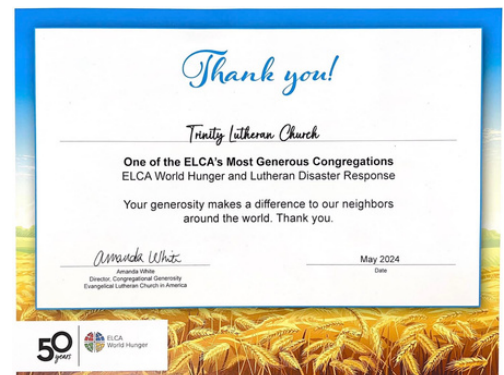 Thank you!
Trinity Lutheran Church
One of the ELCA's Most Generous Congregations
ELCA World Hunger and Lutheran Disaster Response
Your generosity makes a difference to our neighbors
around the world. Thank you.
Amanda White
May 2024
Amanda White
Date
Director, Congregational Generosity
Evangelical Lutheran Church in America
50
years
ELCA
World Hunger